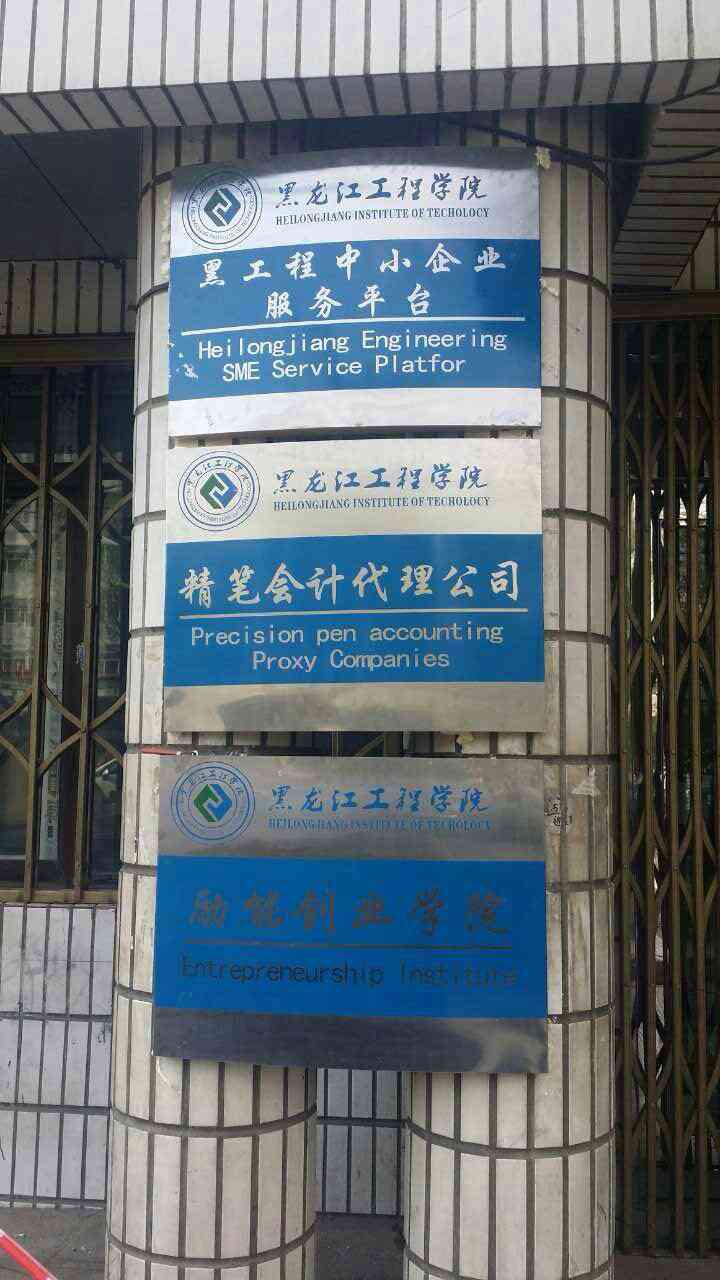 黑龙江工程学院
HEILONGJIANG INSTITUTE OF TECHOLOGY
黑工程中小企业
服务平台
Heilongjiang Engineering
SME Service Platfor
黑龙江工程学院
HEILONGJIANG INSTITUTE OF TECHOLOGY
精笔会计代理公司
Precision pen accounting
Proxy Companies
黑龙江工程学院
HEILONGJIANG INSTITUTE OF TECHOLOGY
励能创业学院
Entrepreneurship Institute